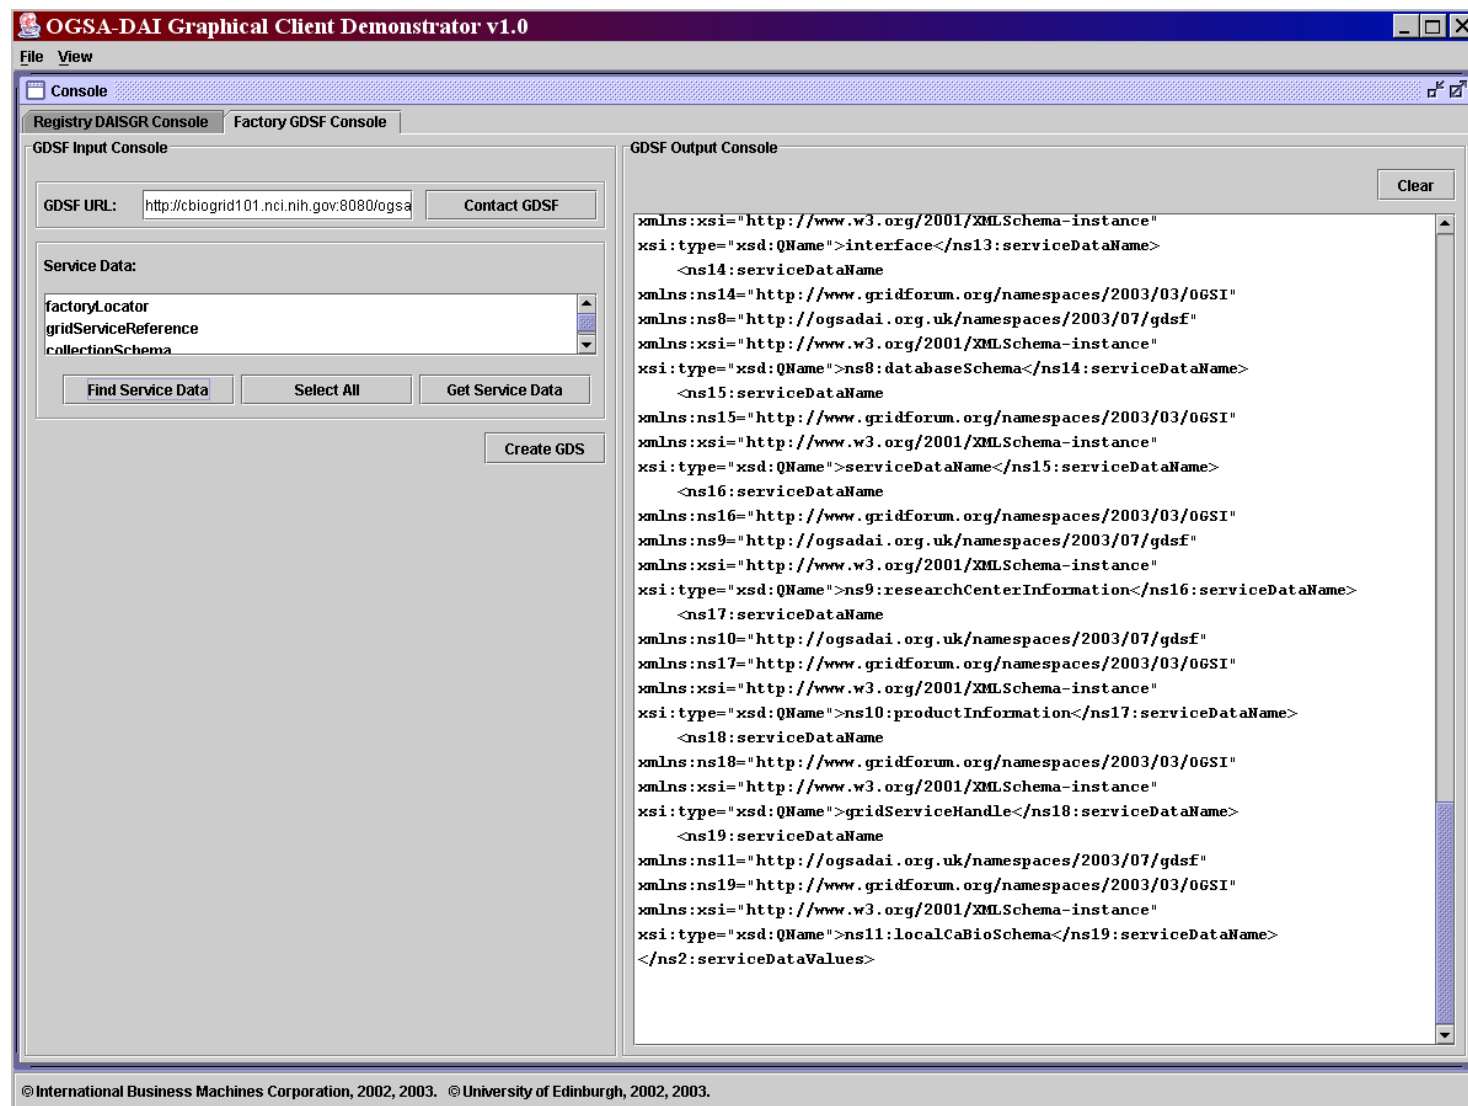 OGSA-DAI Graphical Client Demonstrator v1.0
File View
Console
Registry DAISGR Console Factory GDSF Console
GDSF Input Console
GDSF URL: http://cbiogrid101.nci.nih.gov:8080/ogsa Contact GDSF
Service Data:
factoryLocator
gridServiceReference
collectionSchema
Find Service Data Select All Get Service Data
Create GDS
GDSF Output Console
Clear
xmlns:xsi="http://www.w3.org/2001/XMLSchema-instance"
xsi:type="xsd:QName">interface</ns13:serviceDataName>
<ns14:serviceDataName
xmlns:ns14="http://www.gridforum.org/namespaces/2003/03/OGSI"
xmlns:ns8="http://ogsadai.org.uk/namespaces/2003/07/gdsf"
xmlns:xsi="http://www.w3.org/2001/XMLSchema-instance"
xsi:type="xsd:QName">ns8:databaseSchema</ns14:serviceDataName>
<ns15:serviceDataName
xmlns:ns15="http://www.gridforum.org/namespaces/2003/03/OGSI"
xmlns:xsi="http://www.w3.org/2001/XMLSchema-instance"
xsi:type="xsd:QName">serviceDataName</ns15:serviceDataName>
<ns16:serviceDataName
xmlns:ns16="http://www.gridforum.org/namespaces/2003/03/OGSI"
xmlns:ns9="http://ogsadai.org.uk/namespaces/2003/07/gdsf"
xmlns:xsi="http://www.w3.org/2001/XMLSchema-instance"
xsi:type="xsd:QName">ns9:researchCenterInformation</ns16:serviceDataName>
<ns17:serviceDataName
xmlns:ns10="http://ogsadai.org.uk/namespaces/2003/07/gdsf"
xmlns:ns17="http://www.gridforum.org/namespaces/2003/03/OGSI"
xmlns:xsi="http://www.w3.org/2001/XMLSchema-instance"
xsi:type="xsd:QName">ns10:productInformation</ns17:serviceDataName>
<ns18:serviceDataName
xmlns:ns18="http://www.gridforum.org/namespaces/2003/03/OGSI"
xmlns:xsi="http://www.w3.org/2001/XMLSchema-instance"
xsi:type="xsd:QName">gridServiceHandle</ns18:serviceDataName>
<ns19:serviceDataName
xmlns:ns11="http://ogsadai.org.uk/namespaces/2003/07/gdsf"
xmlns:ns19="http://www.gridforum.org/namespaces/2003/03/OGSI"
xmlns:xsi="http://www.w3.org/2001/XMLSchema-instance"
xsi:type="xsd:QName">ns11:localCaBioSchema</ns19:serviceDataName>
</ns2:serviceDataValues>
© International Business Machines Corporation, 2002, 2003. © University of Edinburgh, 2002, 2003.